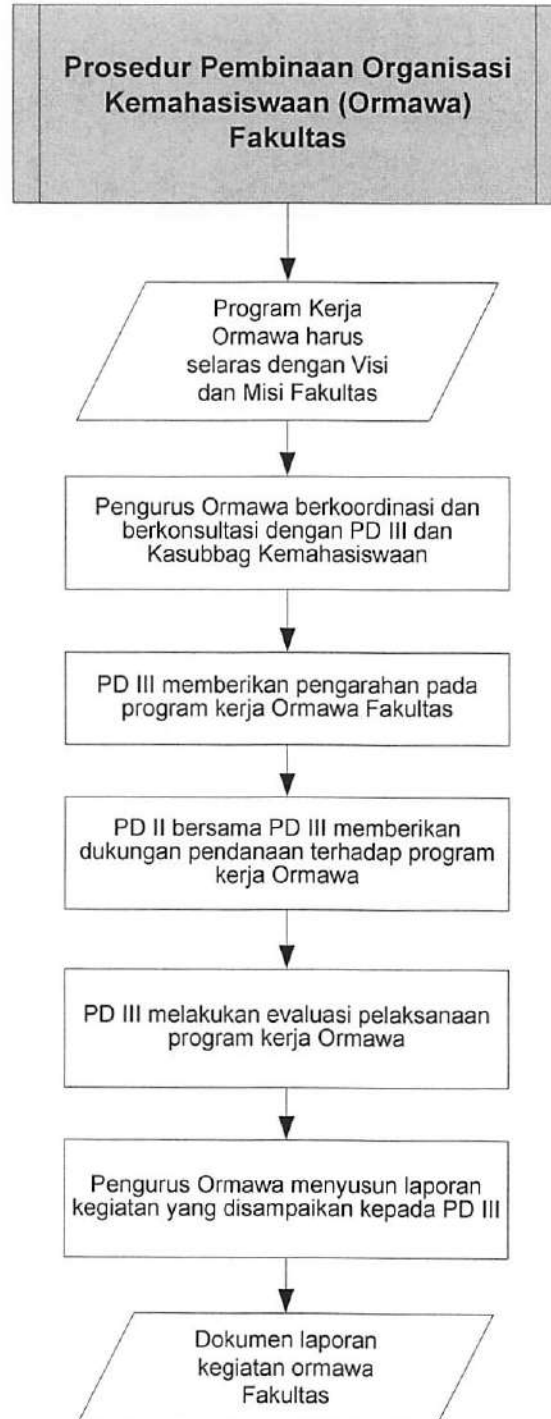 Prosedur Pembinaan Organisasi
Kemahasiswaan (Ormawa)
Fakultas
Program Kerja
Ormawa harus
selaras dengan Visi
dan Misi Fakultas
Pengurus Ormawa berkoordinasi dan
berkonsultasi dengan PD III dan
Kasubbag Kemahasiswaan
PD III memberikan pengarahan pada
program kerja Ormawa Fakultas
PD II bersama PD III memberikan
dukungan pendanaan terhadap program
kerja Ormawa
PD III melakukan evaluasi pelaksanaan
program kerja Ormawa
Pengurus Ormawa menyusun laporan
kegiatan yang disampaikan kepada PD III
Dokumen laporan
kegiatan ormawa
Fakultas